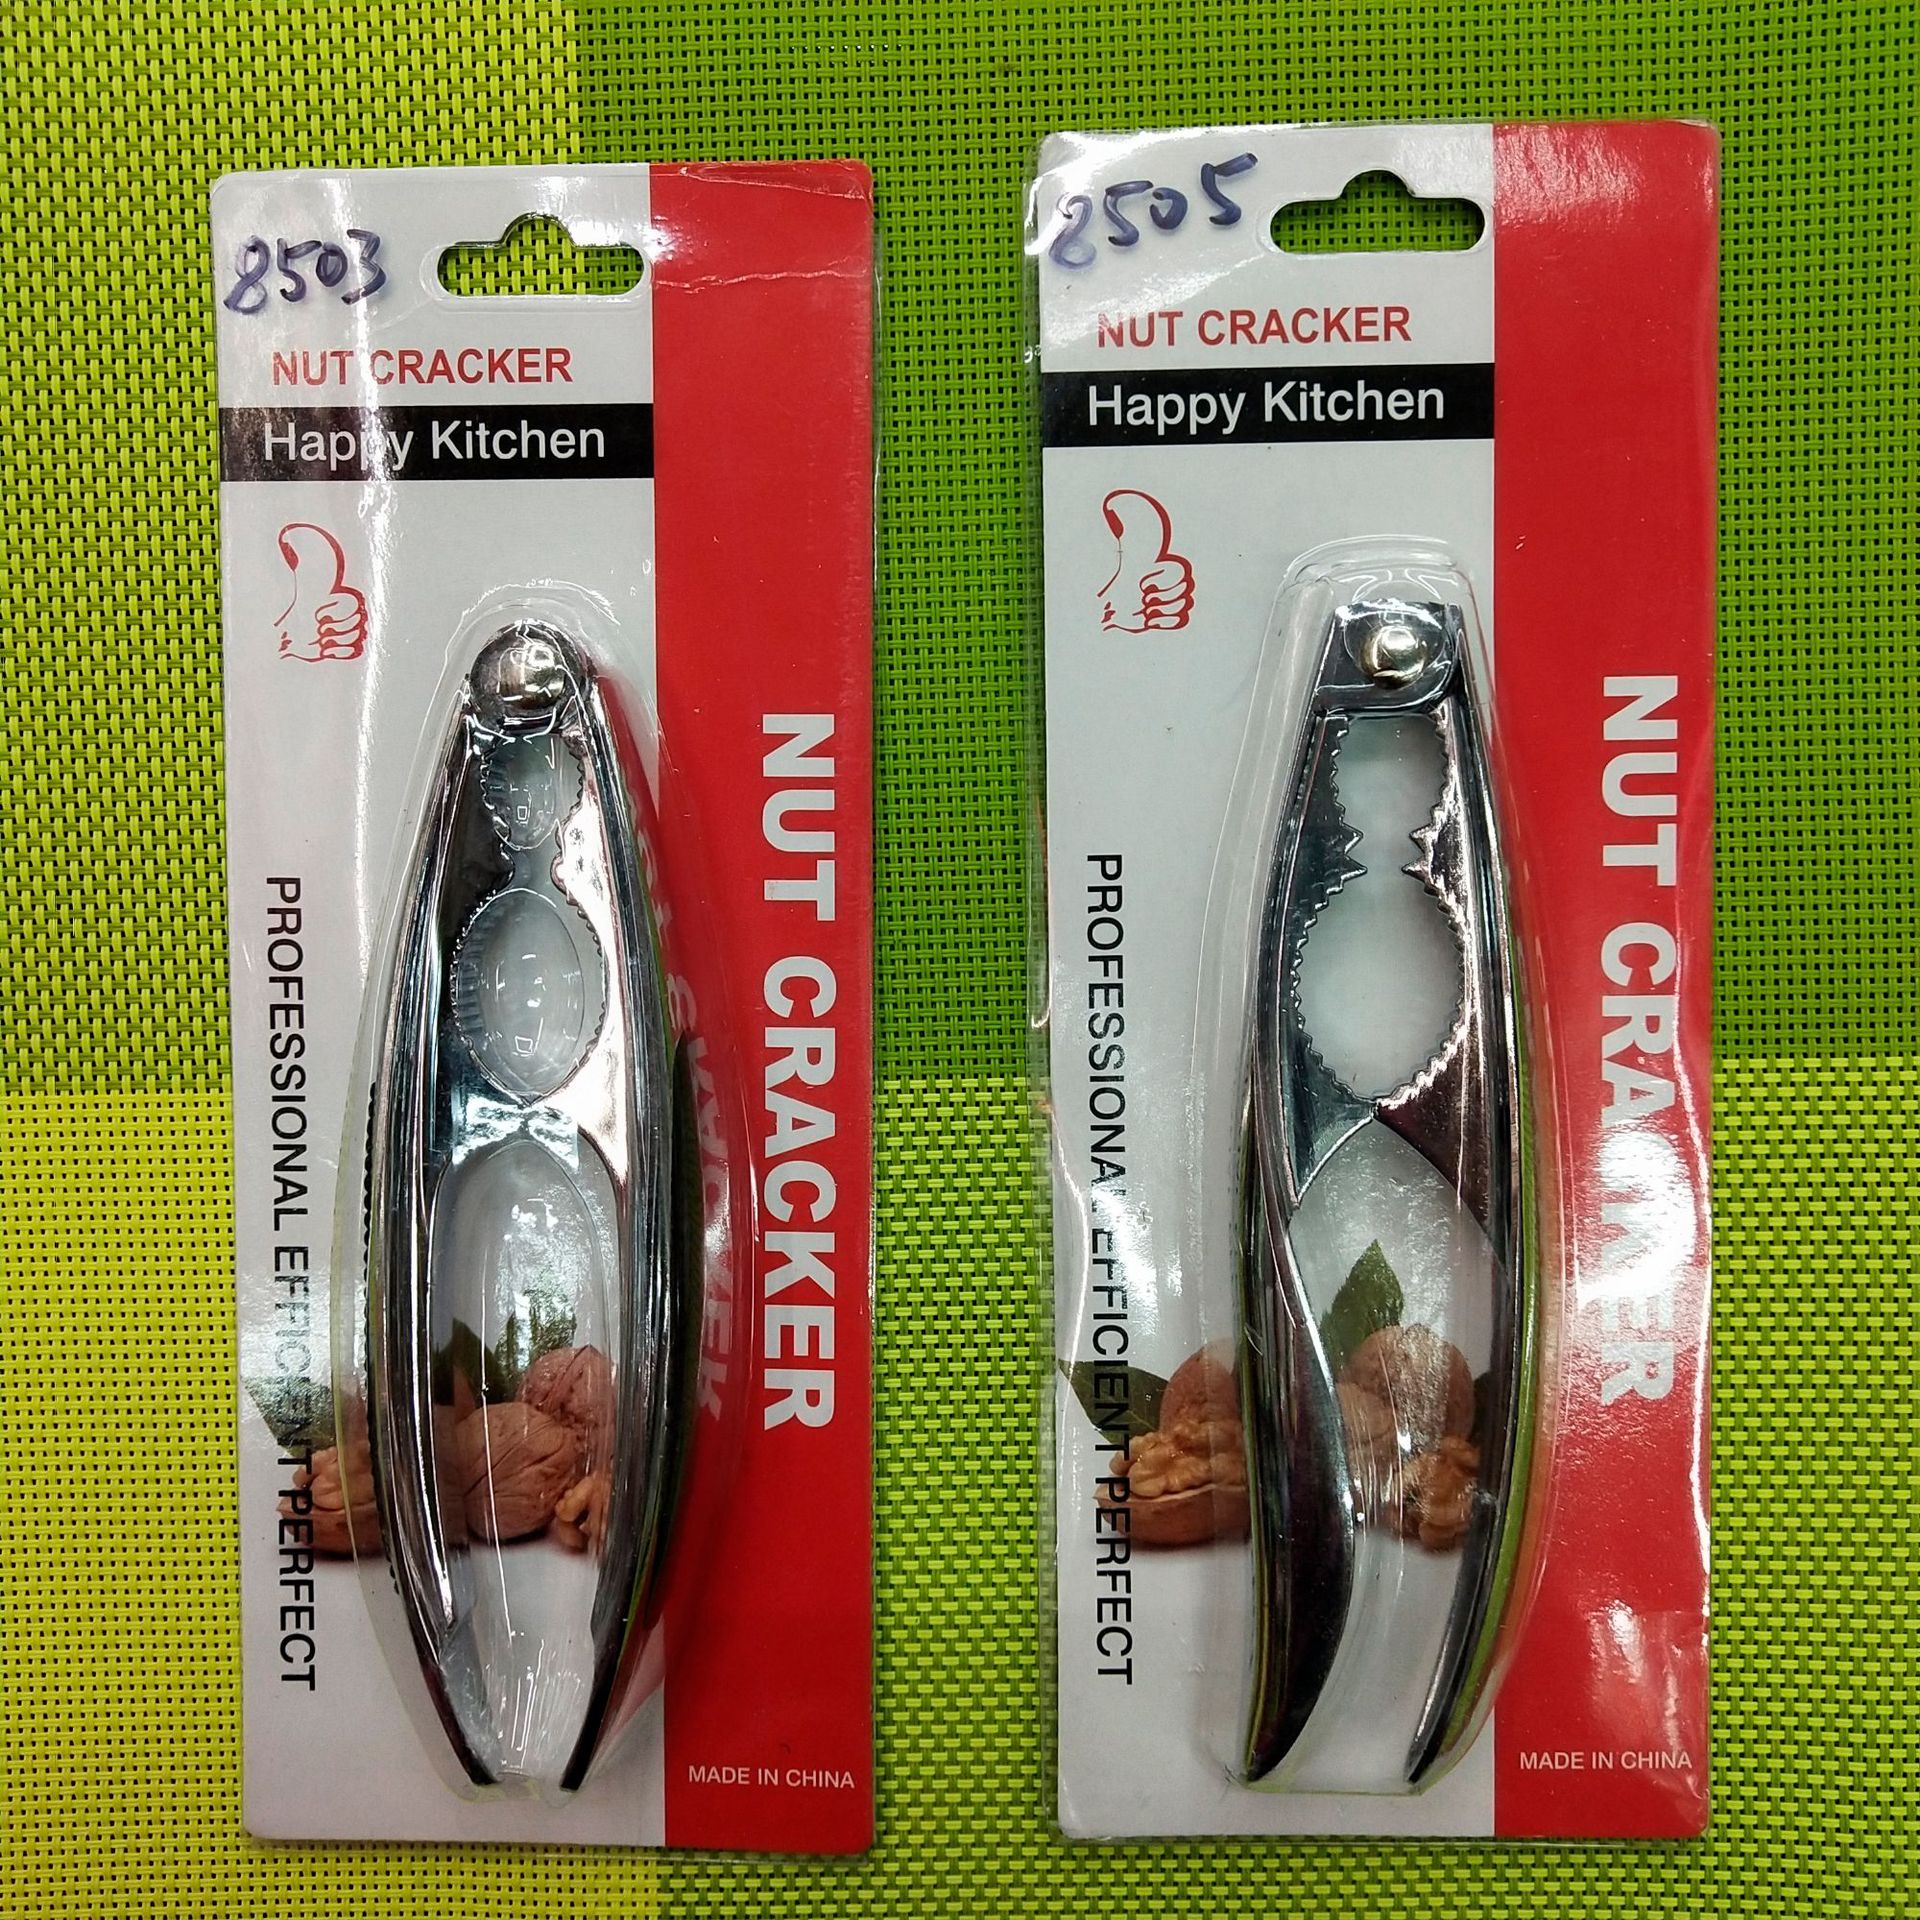 8503
NUT CRACKER
Happy Kitchen
PROFESSIONAL EFFICIENT PERFECT
NUT CRACKER
MADE IN CHINA
8505
NUT CRACKER
Happy Kitchen
PROFESSIONAL EFFICIENT PERFECT
NUT CRACKER
MADE IN CHINA